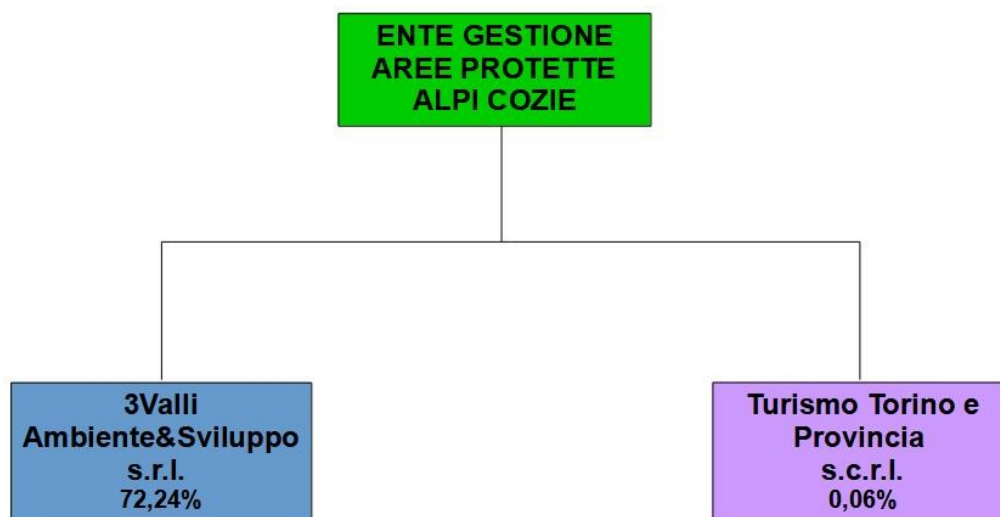 ENTE GESTIONE
AREE PROTETTE
ALPI COZIE
3Valli
Ambiente&Sviluppo
s.r.l.
72,24%
Turismo Torino e
Provincia
s.c.r.l.
0,06%